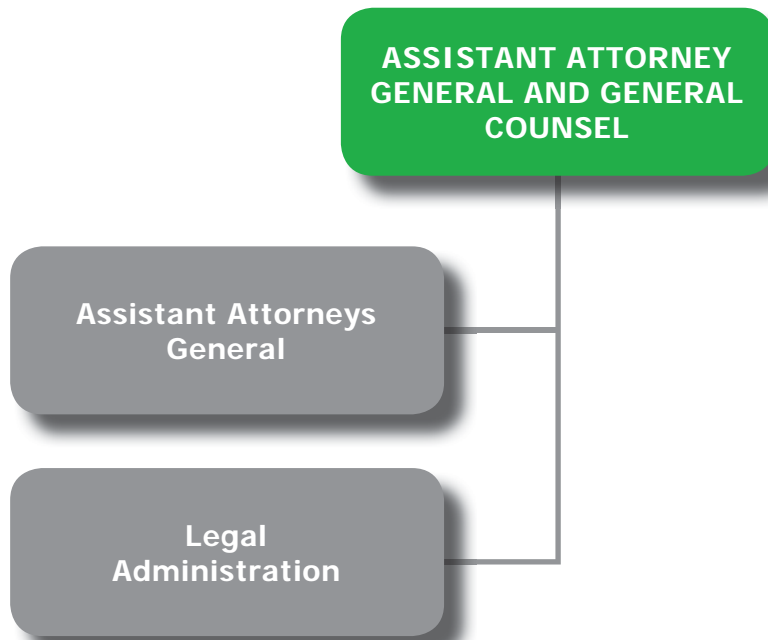 ASSISTANT ATTORNEY
GENERAL AND GENERAL
COUNSEL
Assistant Attorneys
General
Legal
Administration